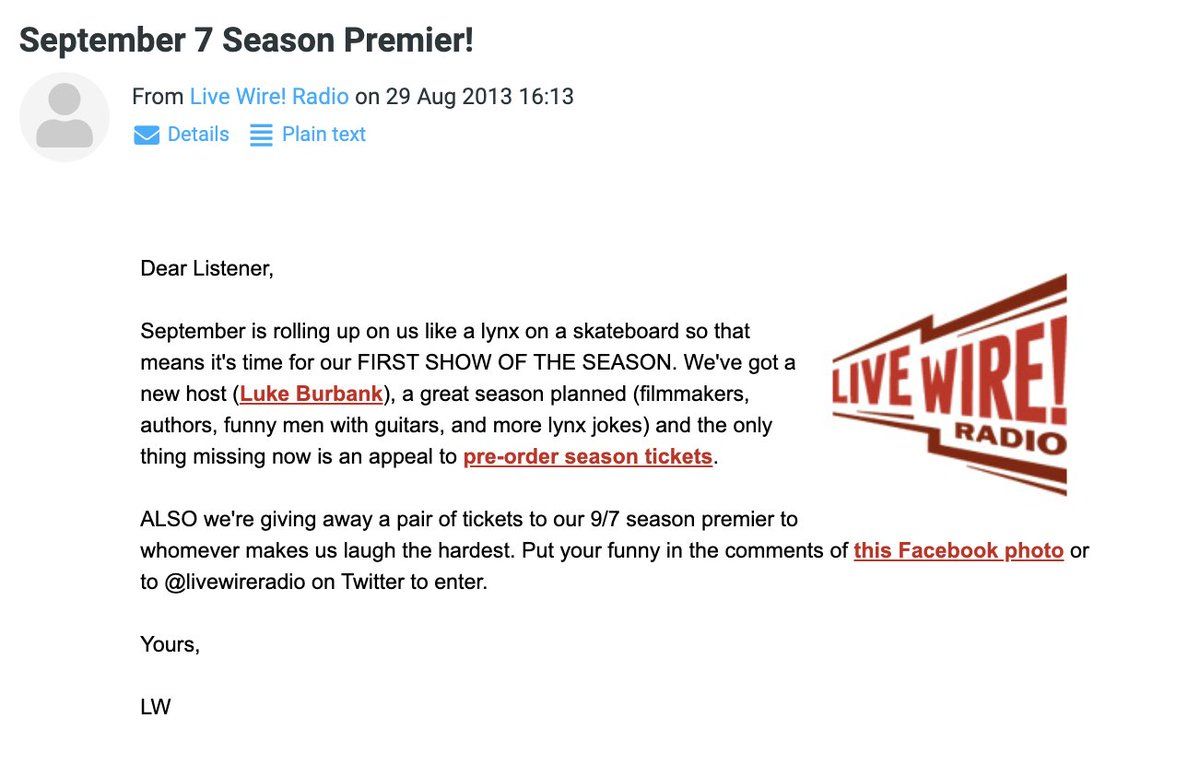 September 7 Season Premier!
From Live Wire! Radio on 29 Aug 2013 16:13
Details Plain text
Dear Listener,
September is rolling up on us like a lynx on a skateboard so that
means it's time for our FIRST SHOW OF THE SEASON. We've got a
new host (Luke Burbank), a great season planned (filmmakers,
authors, funny men with guitars, and more lynx jokes) and the only
thing missing now is an appeal to pre-order season tickets.
LIVE WIRE!
RADIO
ALSO we're giving away a pair of tickets to our 9/7 season premier to
whomever makes us laugh the hardest. Put your funny in the comments of this Facebook photo or
to @livewireradio on Twitter to enter.
Yours,
LW